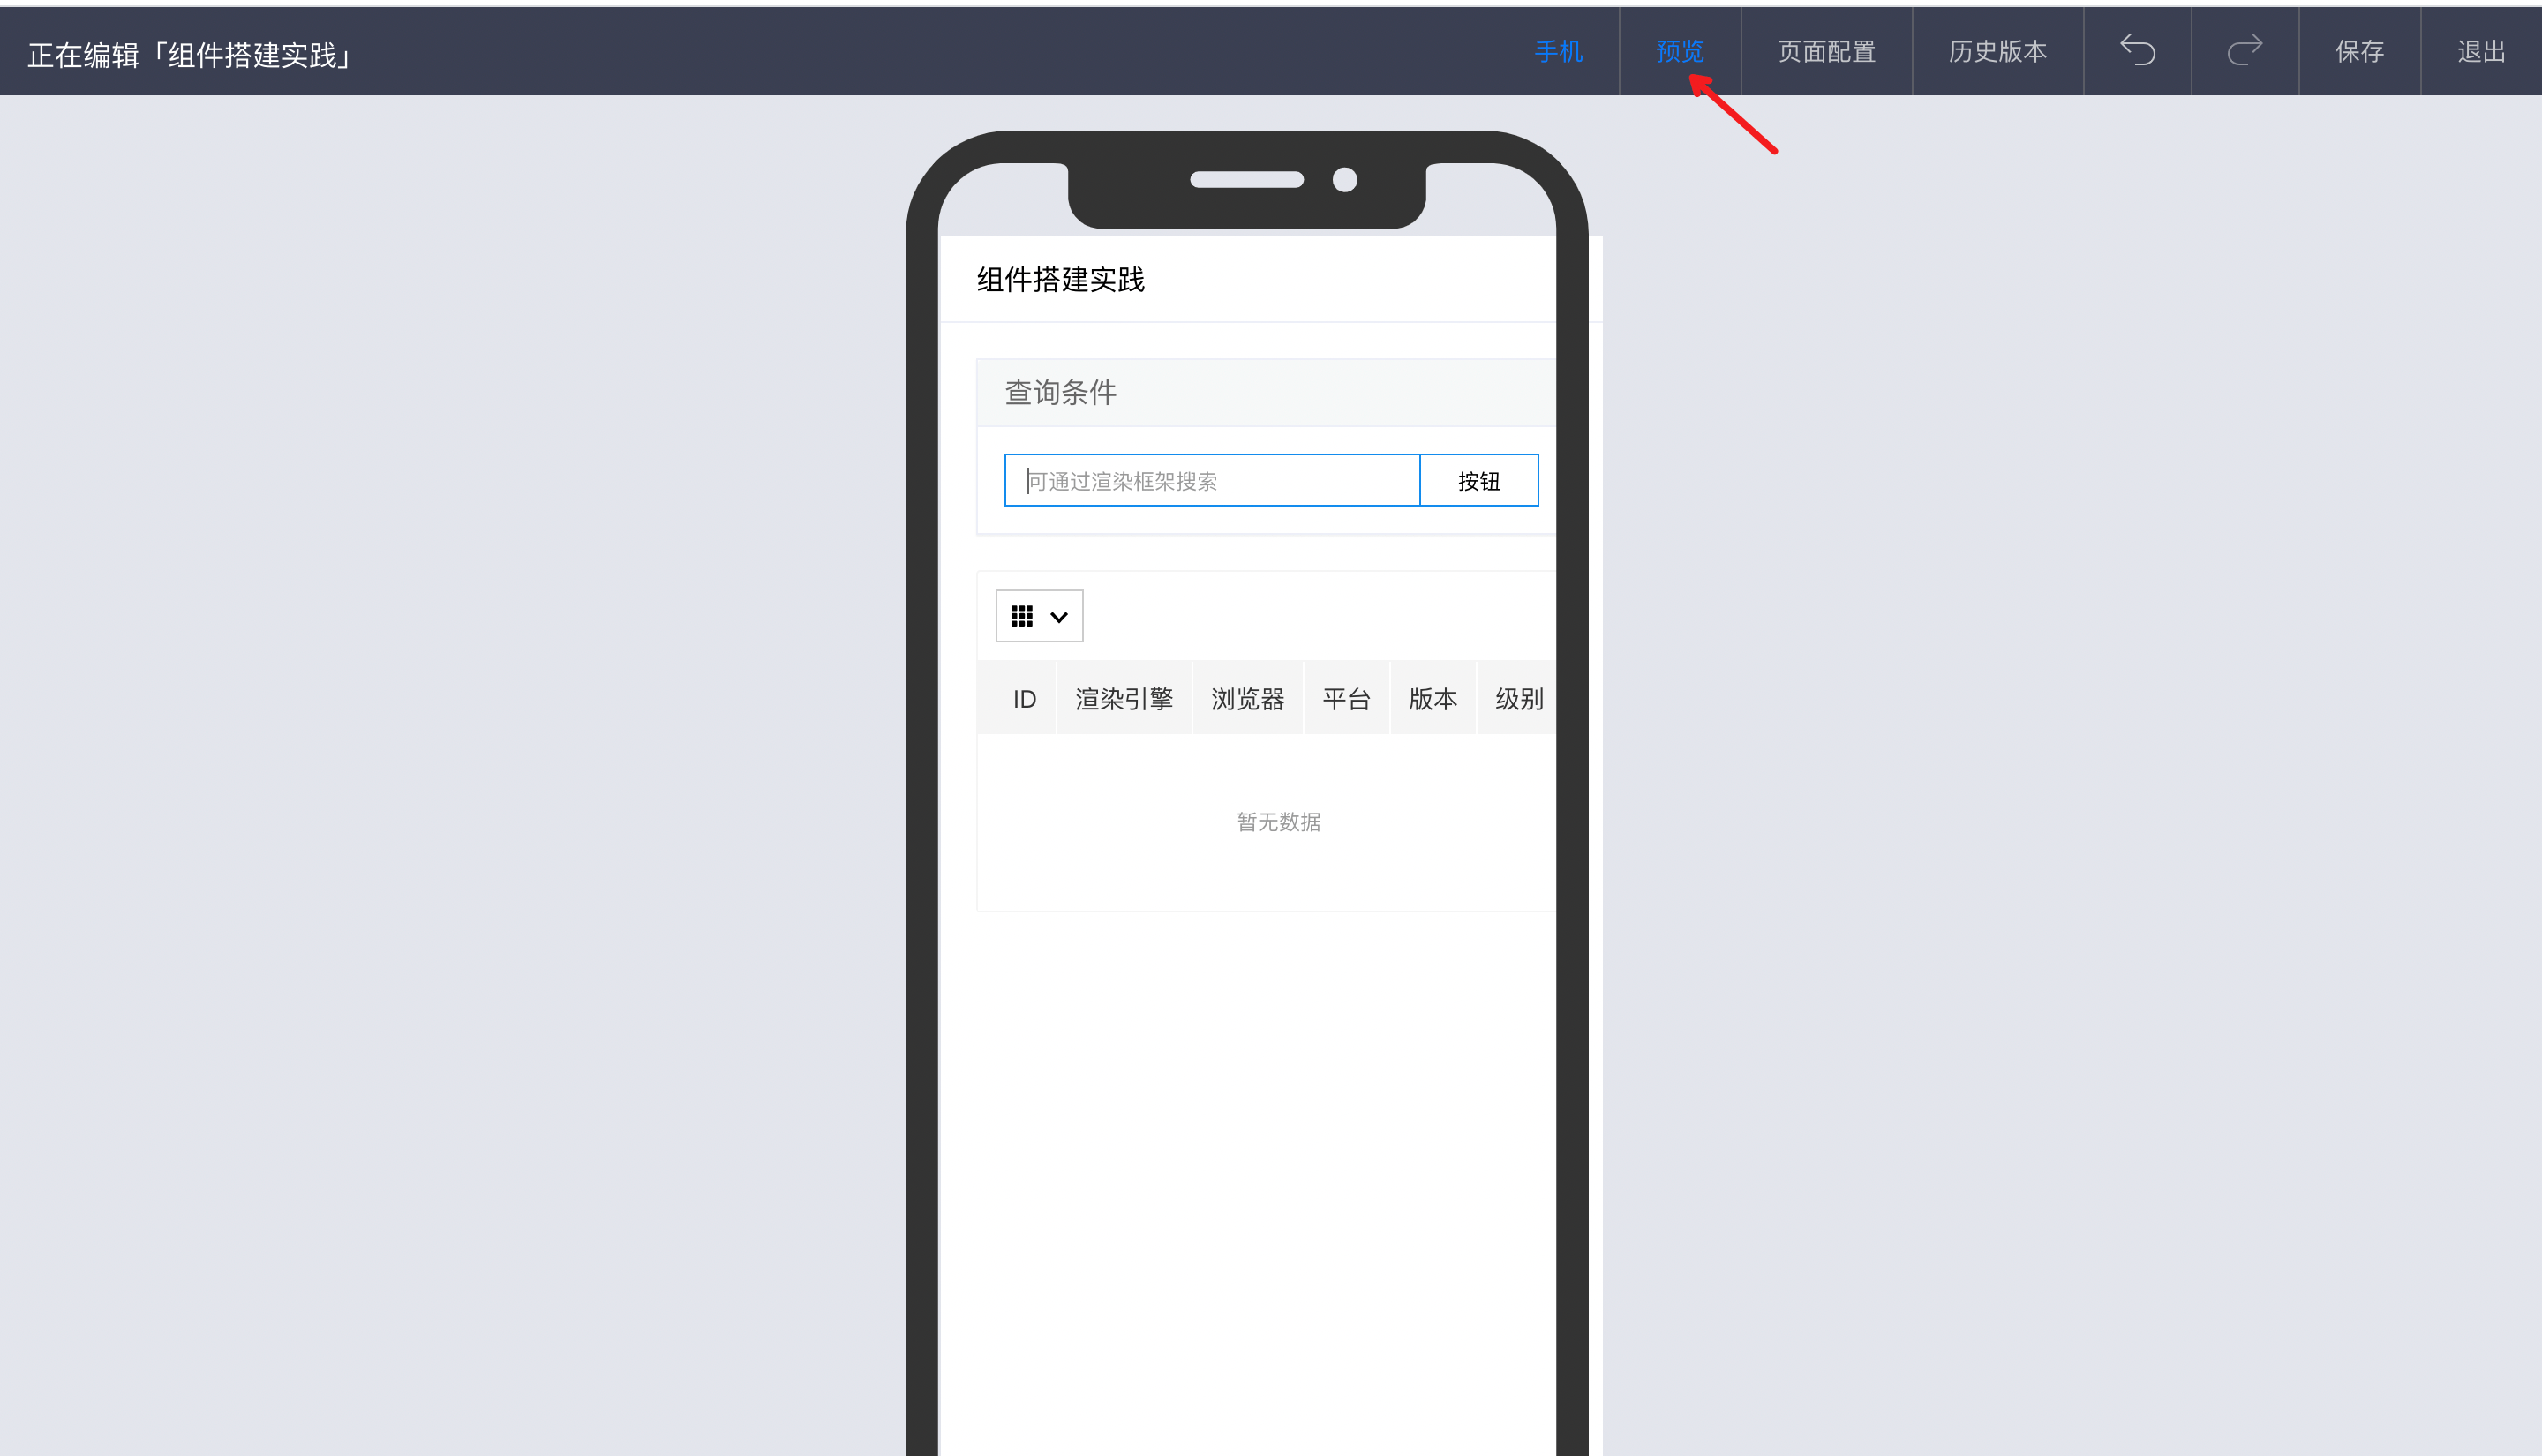 正在编辑「组件搭建实践」
手机 预览 页面配置 历史版本 保存 退出
组件搭建实践
查询条件
可通过渲染框架搜索 按钮
ID 渲染引擎 浏览器 平台 版本 级别
暂无数据